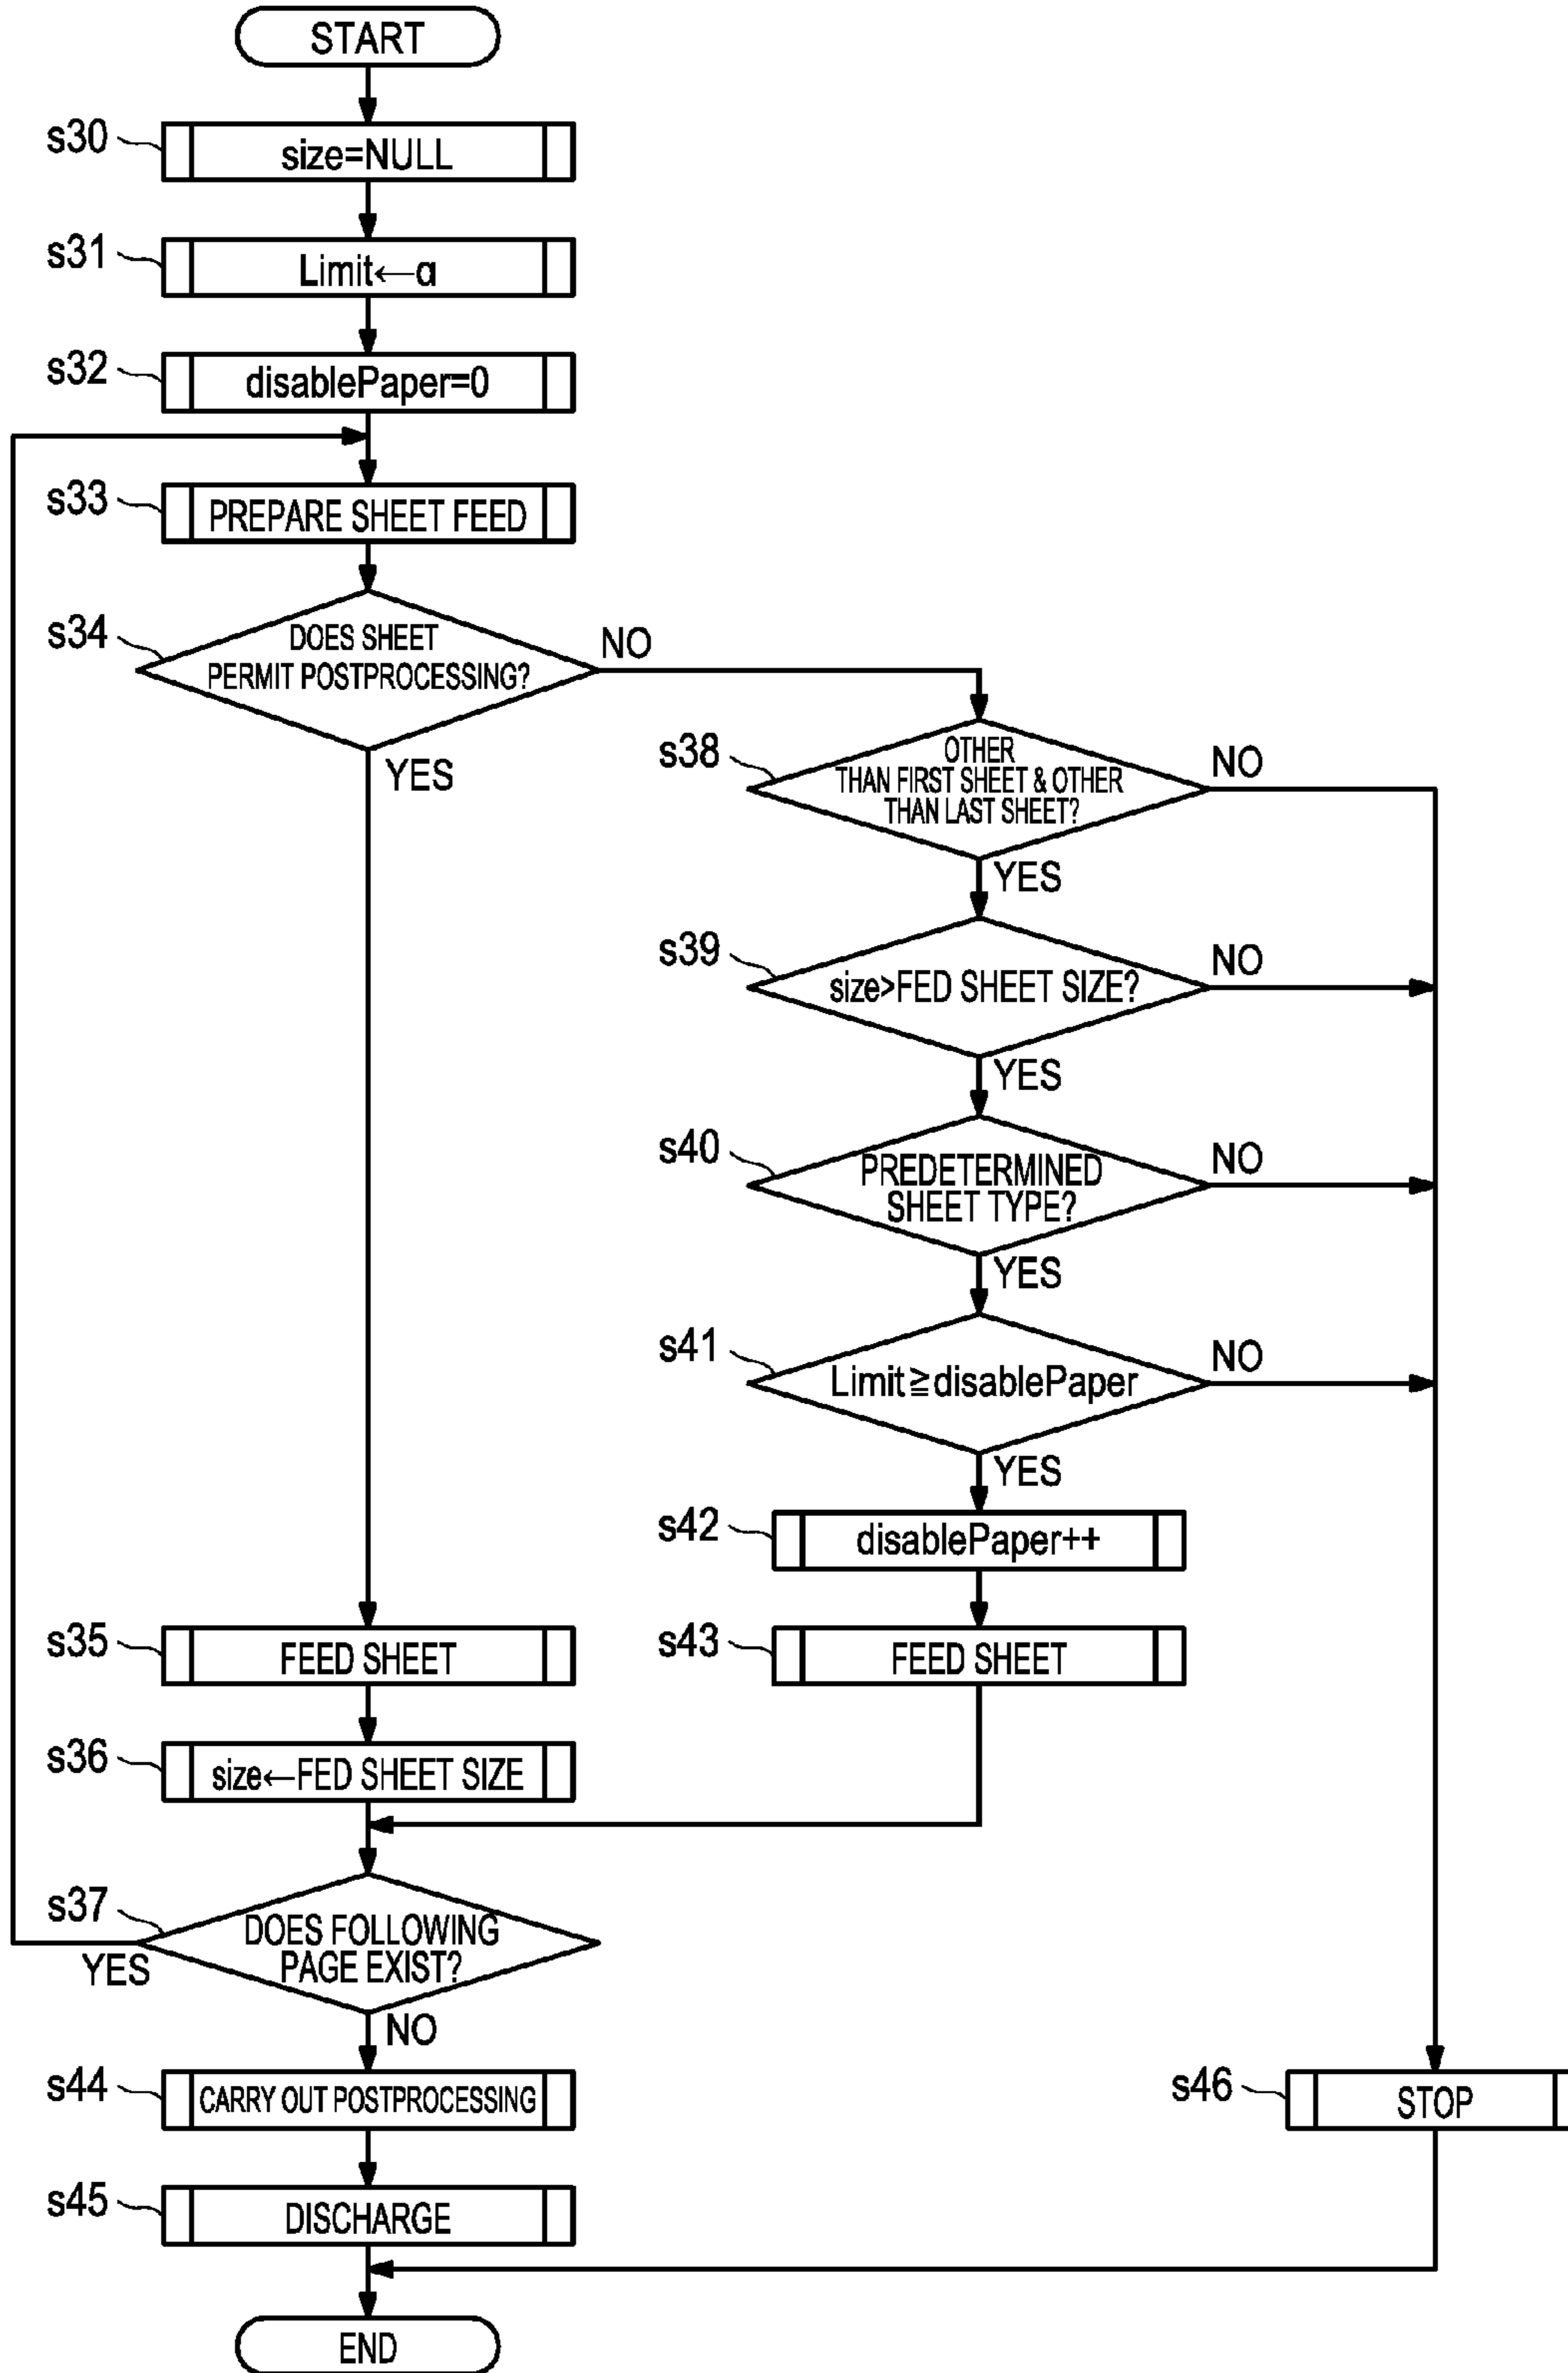 START
s30
size=NULL
s31
Limit←α
s32
disablePaper=0
s33
PREPARE SHEET FEED
s34
DOES SHEET
PERMIT POSTPROCESSING?
NO
YES
s38
OTHER
THAN FIRST SHEET & OTHER
THAN LAST SHEET?
NO
YES
s39
size>FED SHEET SIZE?
NO
YES
s40
PREDETERMINED
SHEET TYPE?
NO
YES
s41
Limit≧disablePaper
NO
YES
s42
disablePaper++
s35
FEED SHEET
s43
FEED SHEET
s36
size←FED SHEET SIZE
s37
DOES FOLLOWING
PAGE EXIST?
YES
NO
s44
CARRY OUT POSTPROCESSING
s46
STOP
s45
DISCHARGE
END